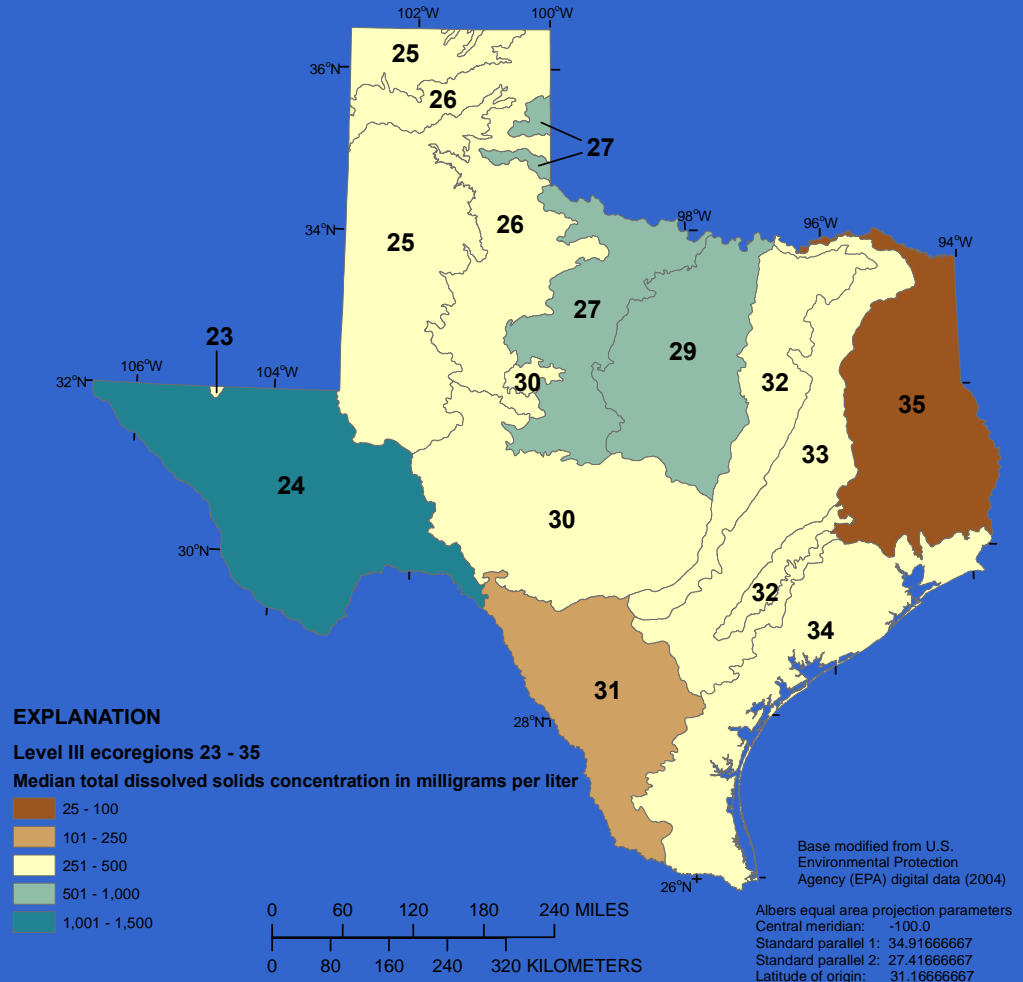 102°W
100°W
25
36°N
26
27
26
98°W
96°W
94°W
34°N
25
27
23
29
106°W
104°W
32°N
30
32
35
33
24
30
30°N
32
34
31
28°N
26°N
EXPLANATION
Level III ecoregions 23 - 35
Median total dissolved solids concentration in milligrams per liter
25 - 100
101 - 250
251 - 500
501 - 1,000
1,001 - 1,500
0 60 120 180 240 MILES
0 80 160 240 320 KILOMETERS
Base modified from U.S.
Environmental Protection
Agency (EPA) digital data (2004)
Albers equal area projection parameters
Central meridian: -100.0
Standard parallel 1: 34.91666667
Standard parallel 2: 27.41666667
Latitude of origin: 31.16666667